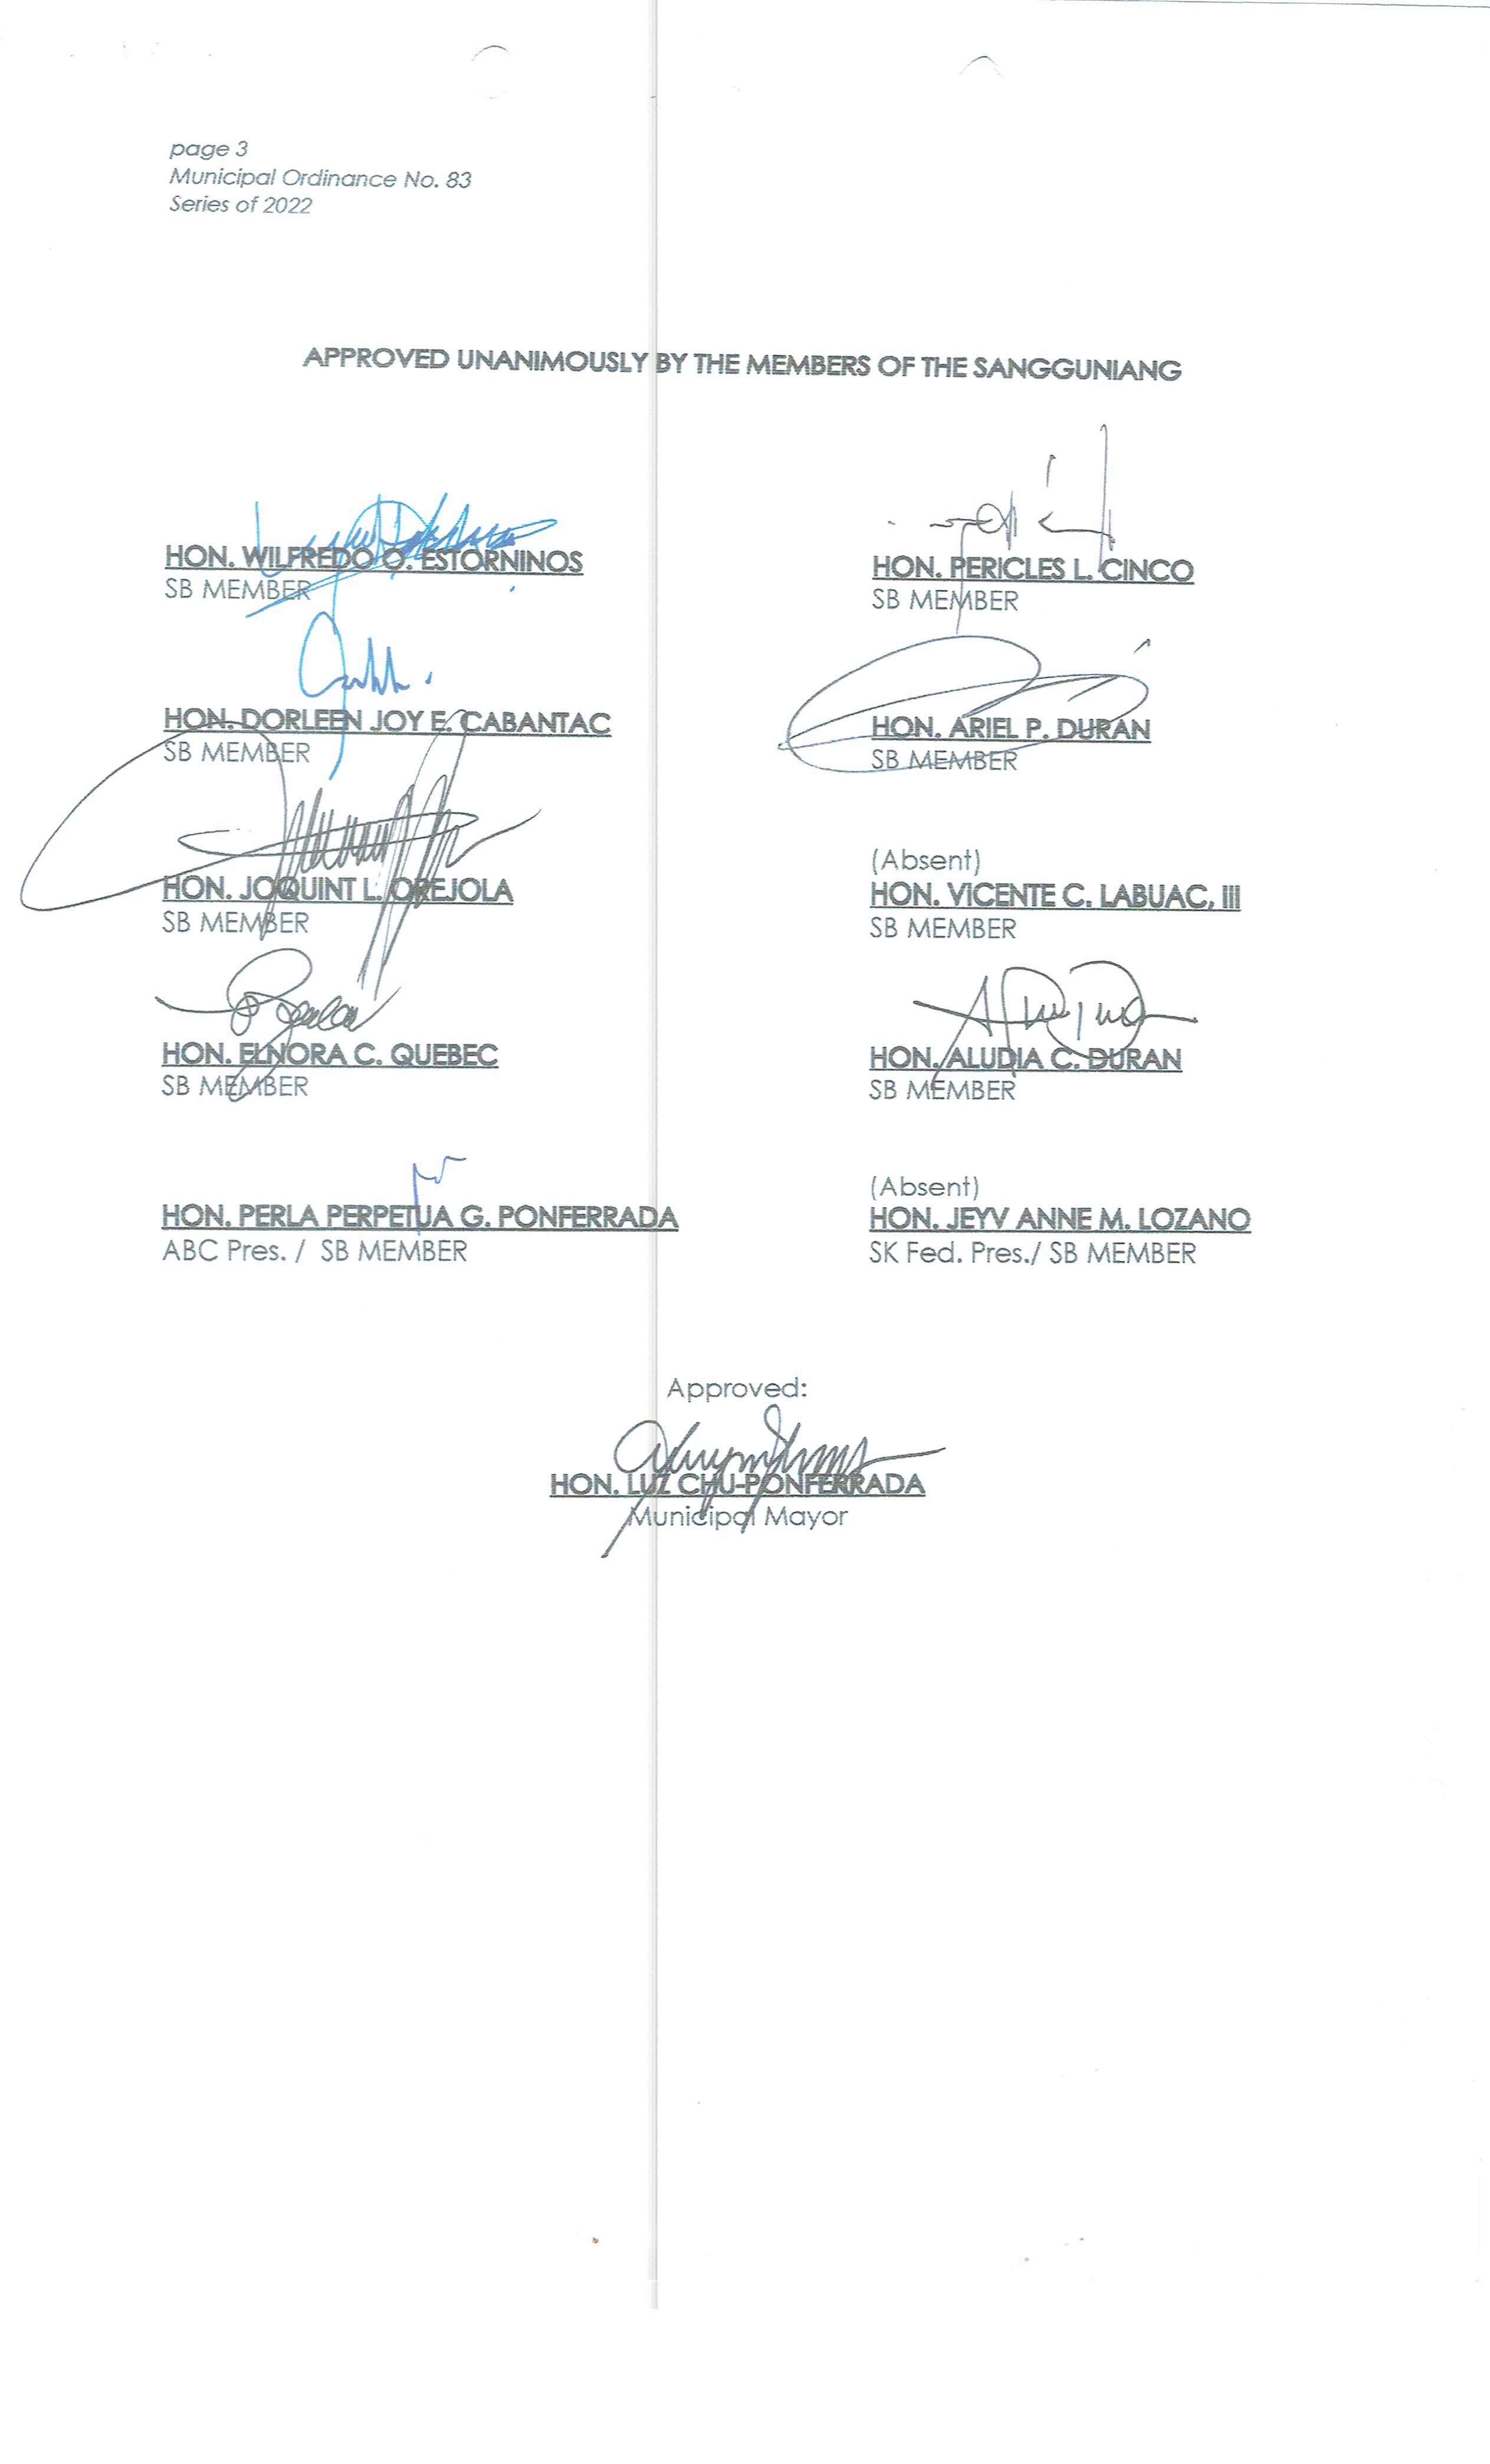 page 3
Municipal Ordinance No. 83
Series of 2022
APPROVED UNANIMOUSLY BY THE MEMBERS OF THE SANGGUNIANG
HON. WILFREDO O. ESTORNINOS
SB MEMBER
HON. PERICLES L. CINCO
SB MEMBER
HON. DORLEEN JOY E. CABANTAC
SB MEMBER
HON. ARIEL P. DURAN
SB MEMBER
HON. JOQUINT L. OREJOLA
SB MEMBER
(Absent)
HON. VICENTE C. LABUAC, III
SB MEMBER
HON. ELNORA C. QUEBEC
SB MEMBER
HON. ALUDIA C. DURAN
SB MEMBER
HON. PERLA PERPETUA G. PONFERRADA
ABC Pres. / SB MEMBER
(Absent)
HON. JEYV ANNE M. LOZANO
SK Fed. Pres./ SB MEMBER
Approved:
HON. LUZ CHU-PONFERRADA
Municipal Mayor